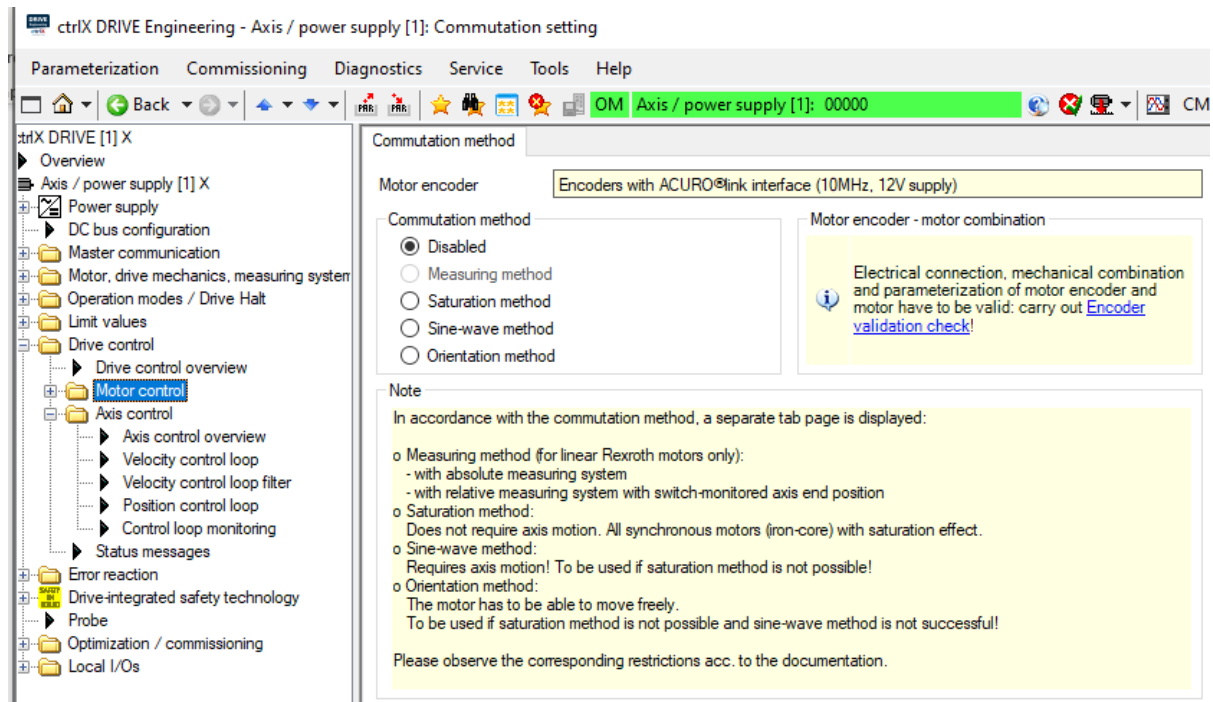 ctrlX DRIVE Engineering - Axis / power supply [1]: Commutation setting
Parameterization Commissioning Diagnostics Service Tools Help
Back PAR PAR OM Axis / power supply [1]: 00000 CM
ctrlX DRIVE [1] X
Overview
Axis / power supply [1] X
Power supply
DC bus configuration
Master communication
Motor, drive mechanics, measuring system
Operation modes / Drive Halt
Limit values
Drive control
Drive control overview
Motor control
Axis control
Axis control overview
Velocity control loop
Velocity control loop filter
Position control loop
Control loop monitoring
Status messages
Error reaction
Drive-integrated safety technology
Probe
Optimization / commissioning
Local I/Os
Commutation method
Motor encoder Encoders with ACURO®link interface (10MHz, 12V supply)
Commutation method
Disabled
Measuring method
Saturation method
Sine-wave method
Orientation method
Motor encoder - motor combination
Electrical connection, mechanical combination
and parameterization of motor encoder and
motor have to be valid: carry out Encoder
validation check!
Note
In accordance with the commutation method, a separate tab page is displayed:
o Measuring method (for linear Rexroth motors only):
- with absolute measuring system
- with relative measuring system with switch-monitored axis end position
o Saturation method:
Does not require axis motion. All synchronous motors (iron-core) with saturation effect.
o Sine-wave method:
Requires axis motion! To be used if saturation method is not possible!
o Orientation method:
The motor has to be able to move freely.
To be used if saturation method is not possible and sine-wave method is not successful!
Please observe the corresponding restrictions acc. to the documentation.